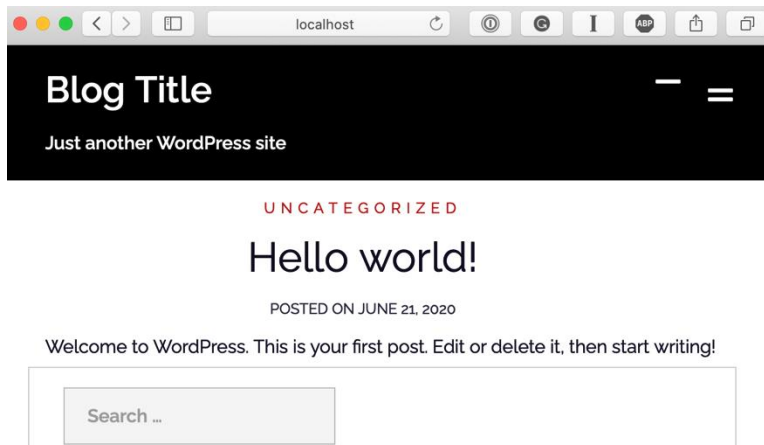 localhost
ABP
Blog Title
Just another WordPress site
UNCATEGORIZED
Hello world!
POSTED ON JUNE 21, 2020
Welcome to WordPress. This is your first post. Edit or delete it, then start writing!
Search …